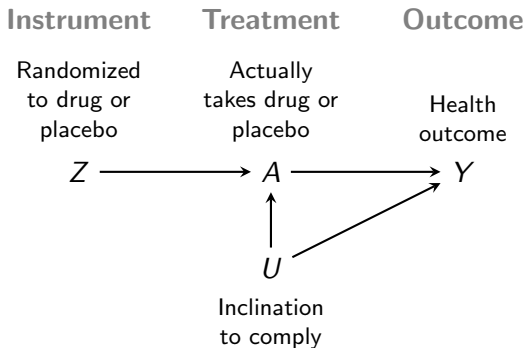 Instrument
Treatment
Outcome
Randomized
to drug or
placebo
Actually
takes drug or
placebo
Health
outcome
Z
A
Y
U
Inclination
to comply